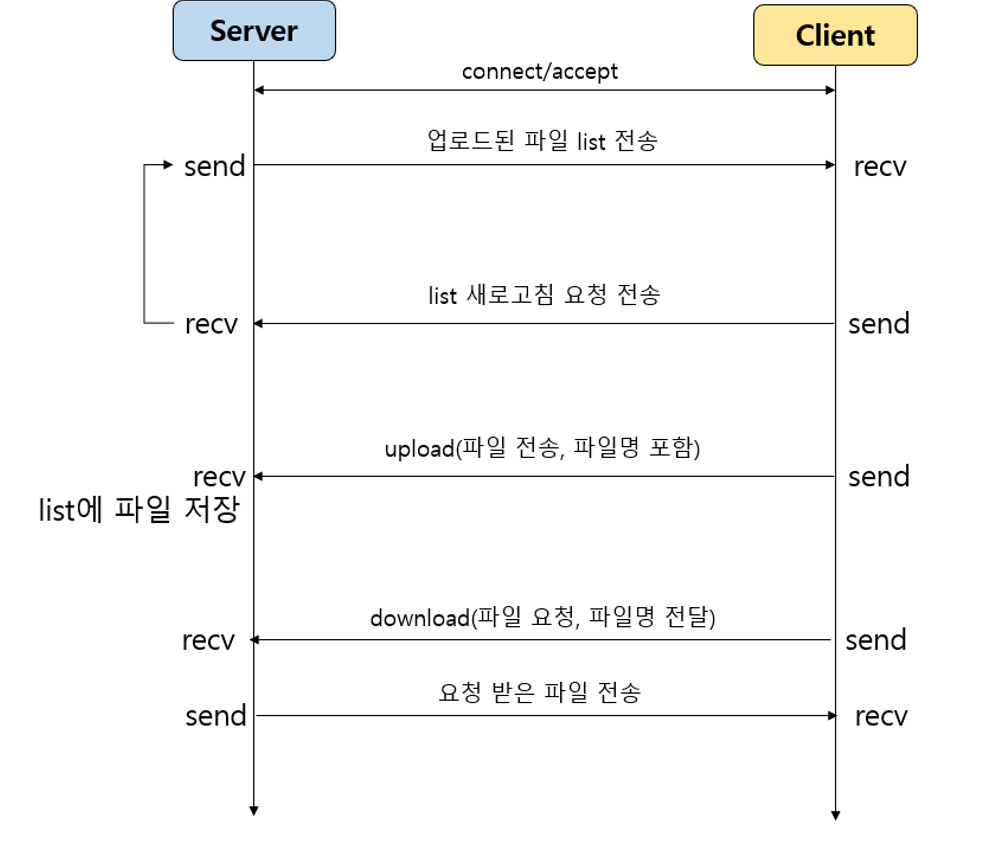 Server
Client
connect/accept
업로드된 파일 list 전송
send
recv
list 새로고침 요청 전송
recv
send
upload(파일 전송, 파일명 포함)
recv
send
list에 파일 저장
download(파일 요청, 파일명 전달)
recv
send
요청 받은 파일 전송
send
recv